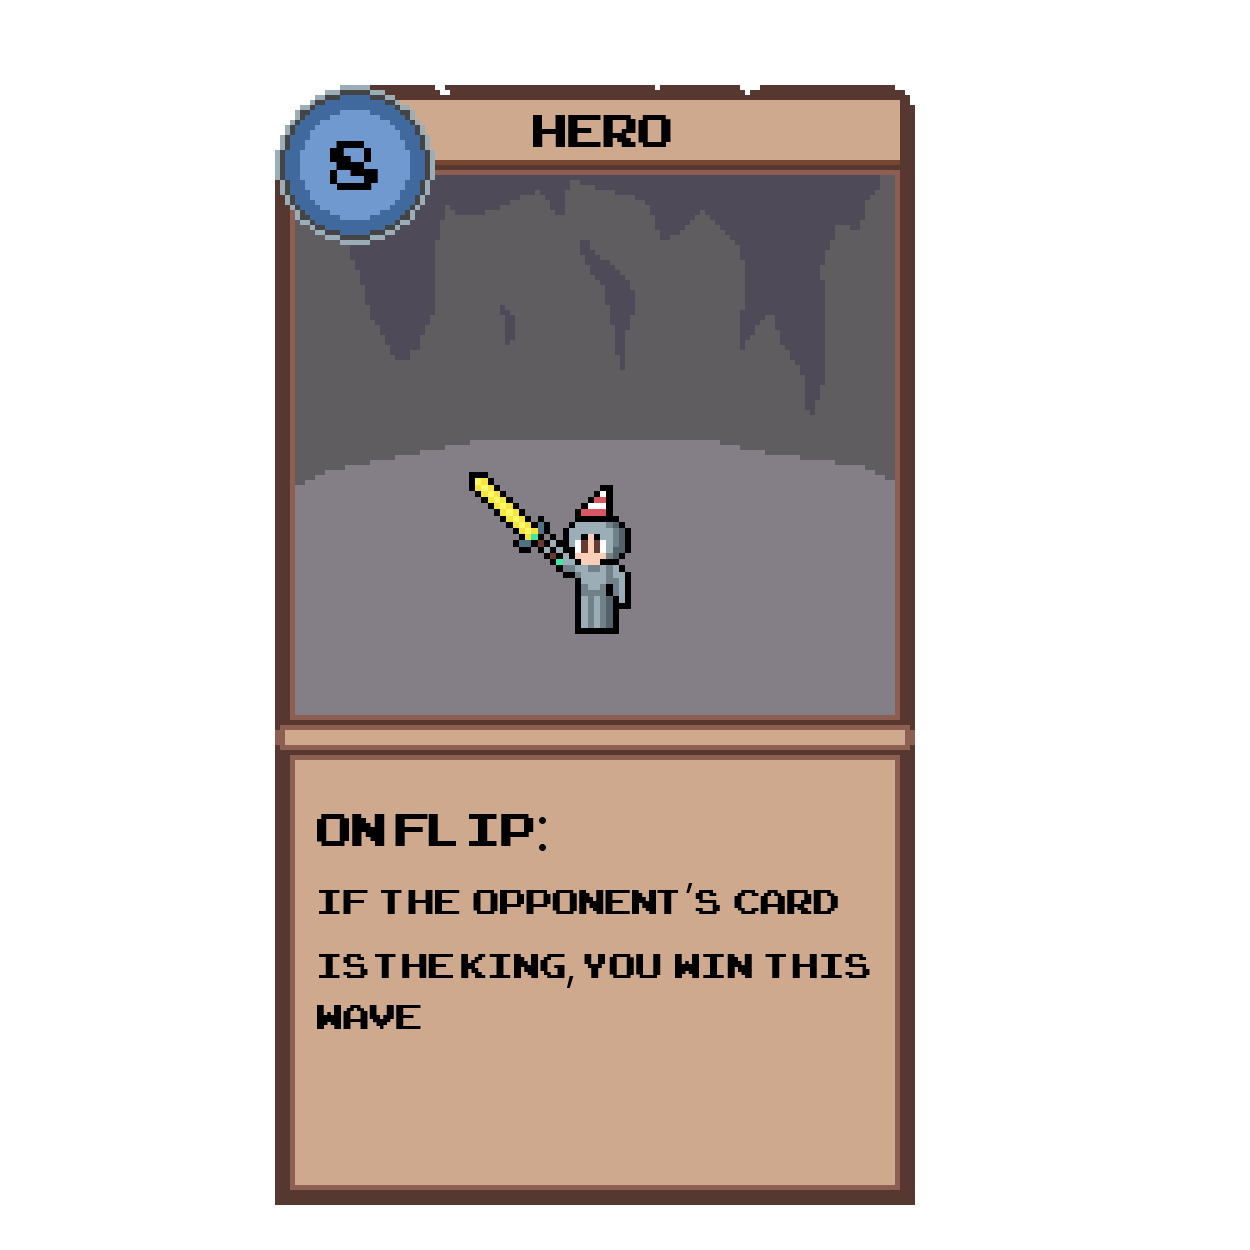 8
HERO
ON FLIP:
IF THE OPPONENT'S CARD
IS THE KING, YOU WIN THIS
WAVE